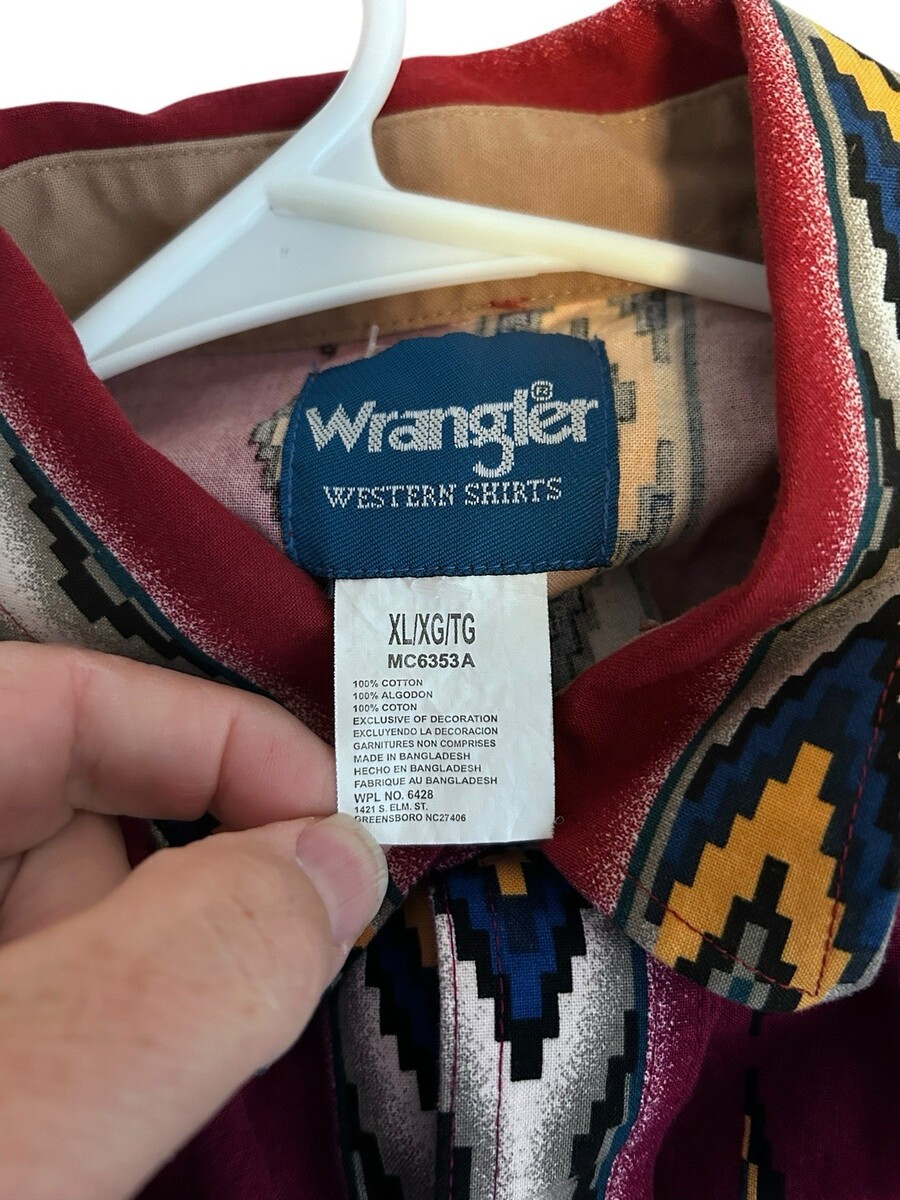 Wrangler®
WESTERN SHIRTS
XL/XG/TG
MC6353A
100% COTTON
100% ALGODON
100% COTON
EXCLUSIVE OF DECORATION
EXCLUYENDO LA DECORACION
GARNITURES NON COMPRISES
MADE IN BANGLADESH
HECHO EN BANGLADESH
FABRIQUE AU BANGLADESH
WPL NO. 6428
1421 S. ELM. ST.
GREENSBORO NC27406